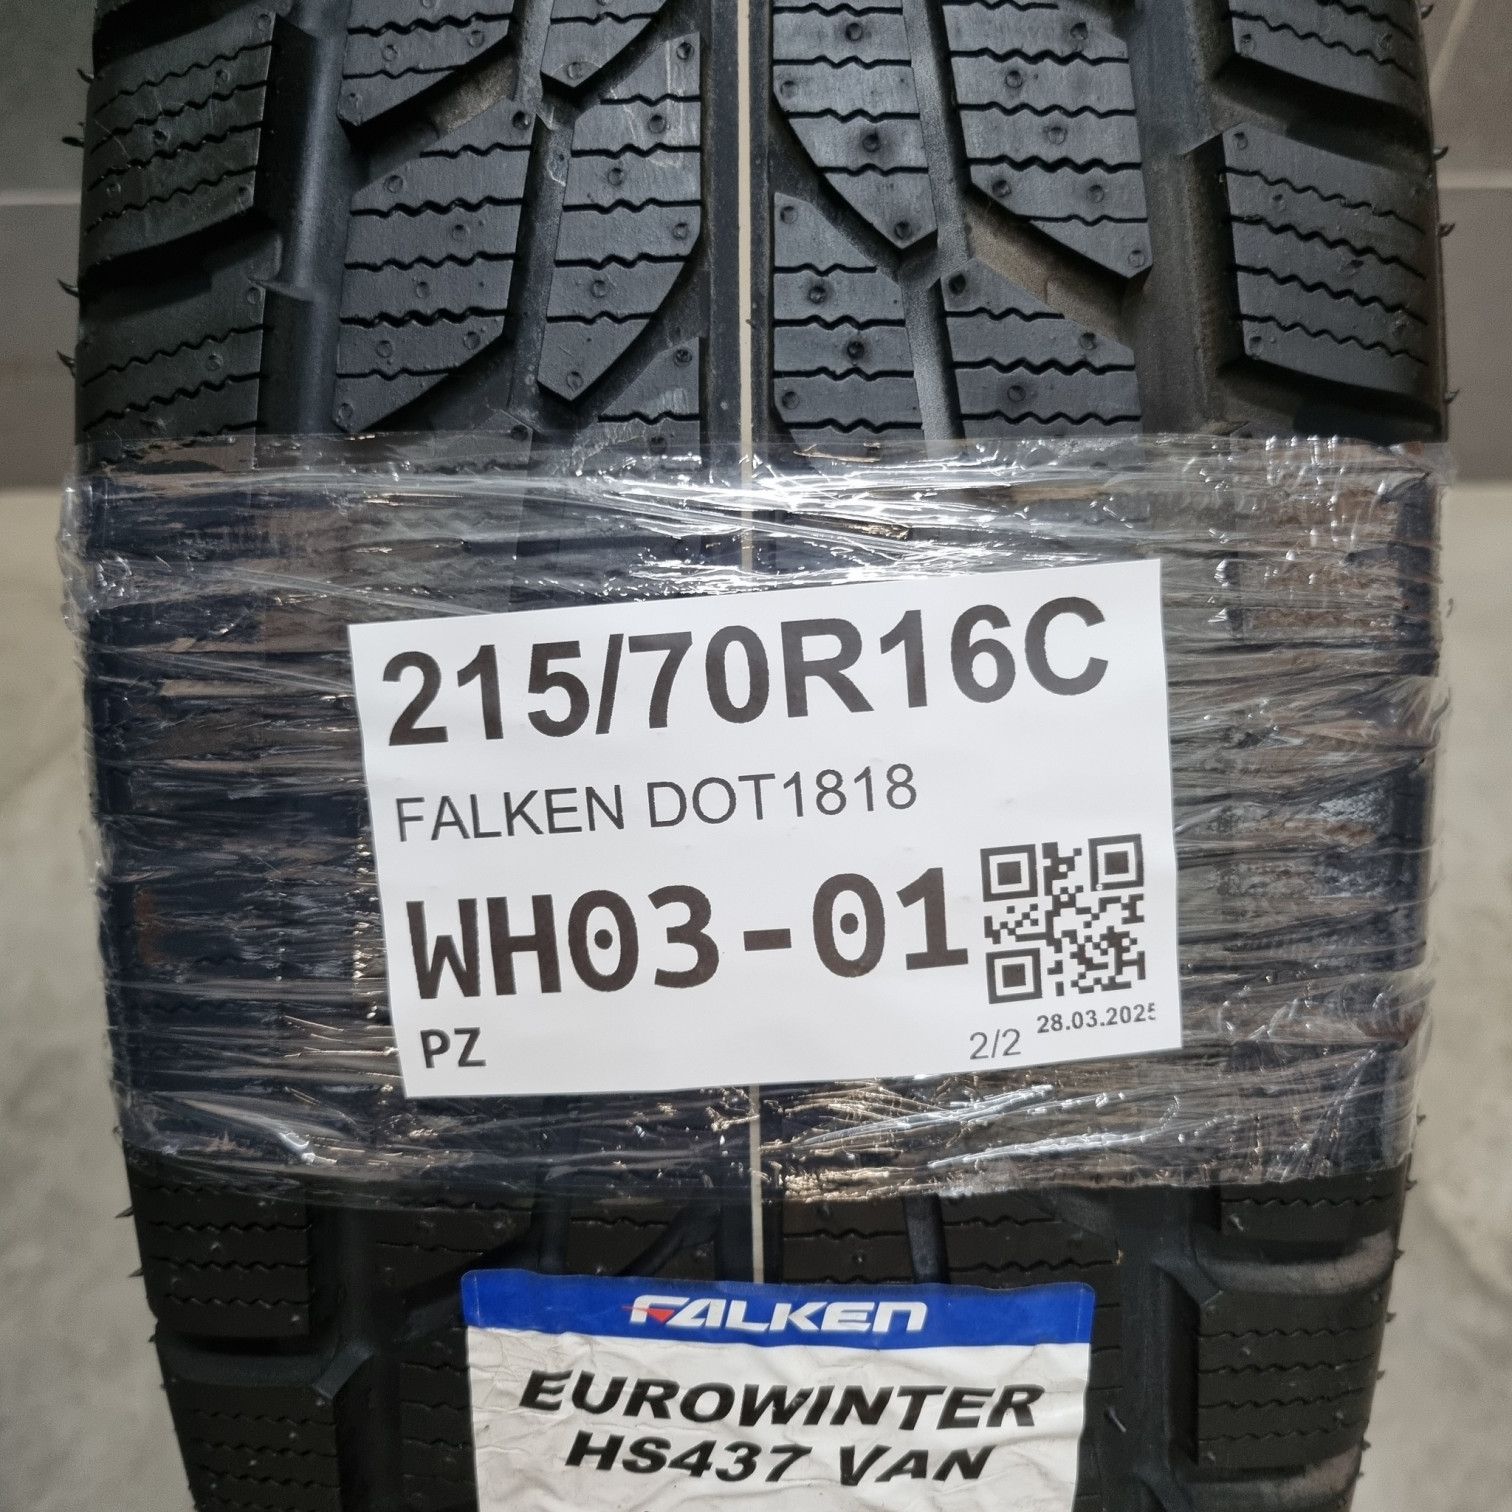 215/70R16C
FALKEN DOT1818
WH03-01
PZ
2/2 28.03.2025
FALKEN
EUROWINTER
HS437 VAN